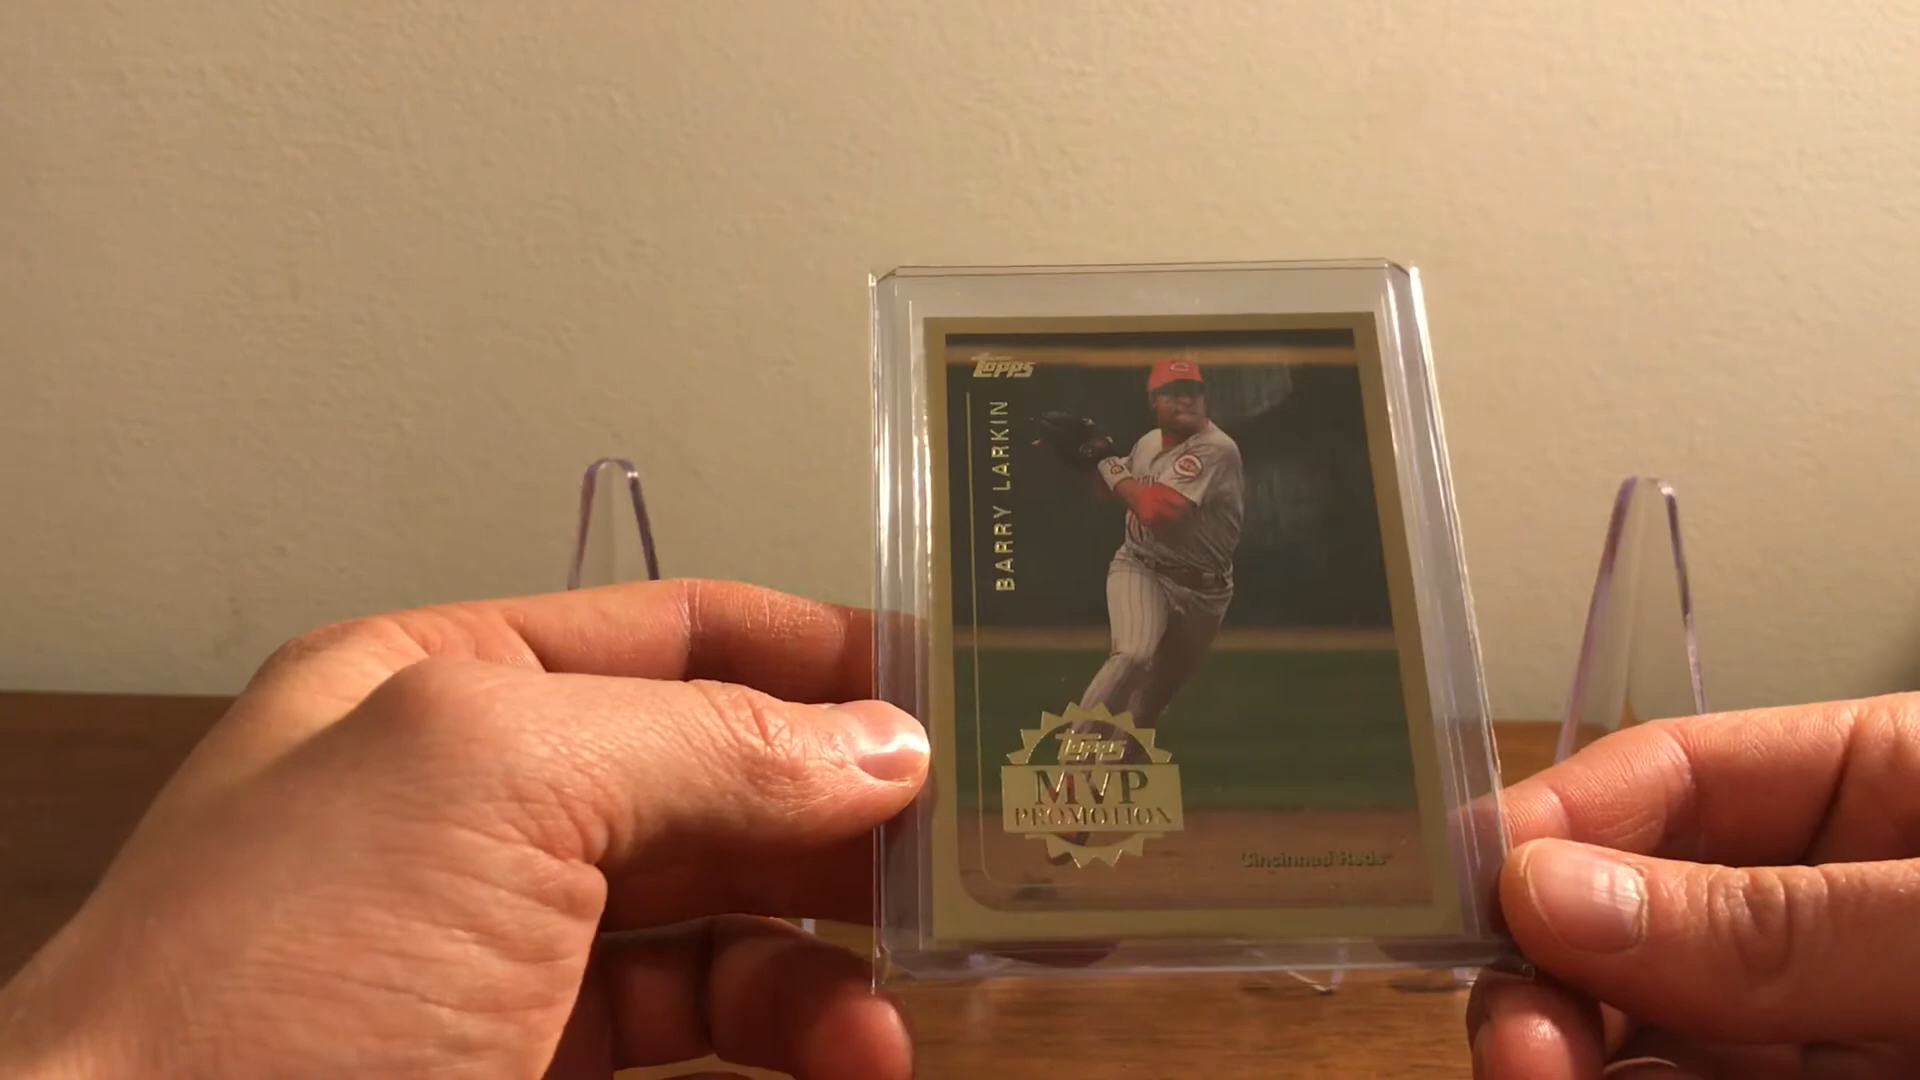 Topps
BARRY LARKIN
Topps
MVP
PROMOTION
Cincinnati Reds